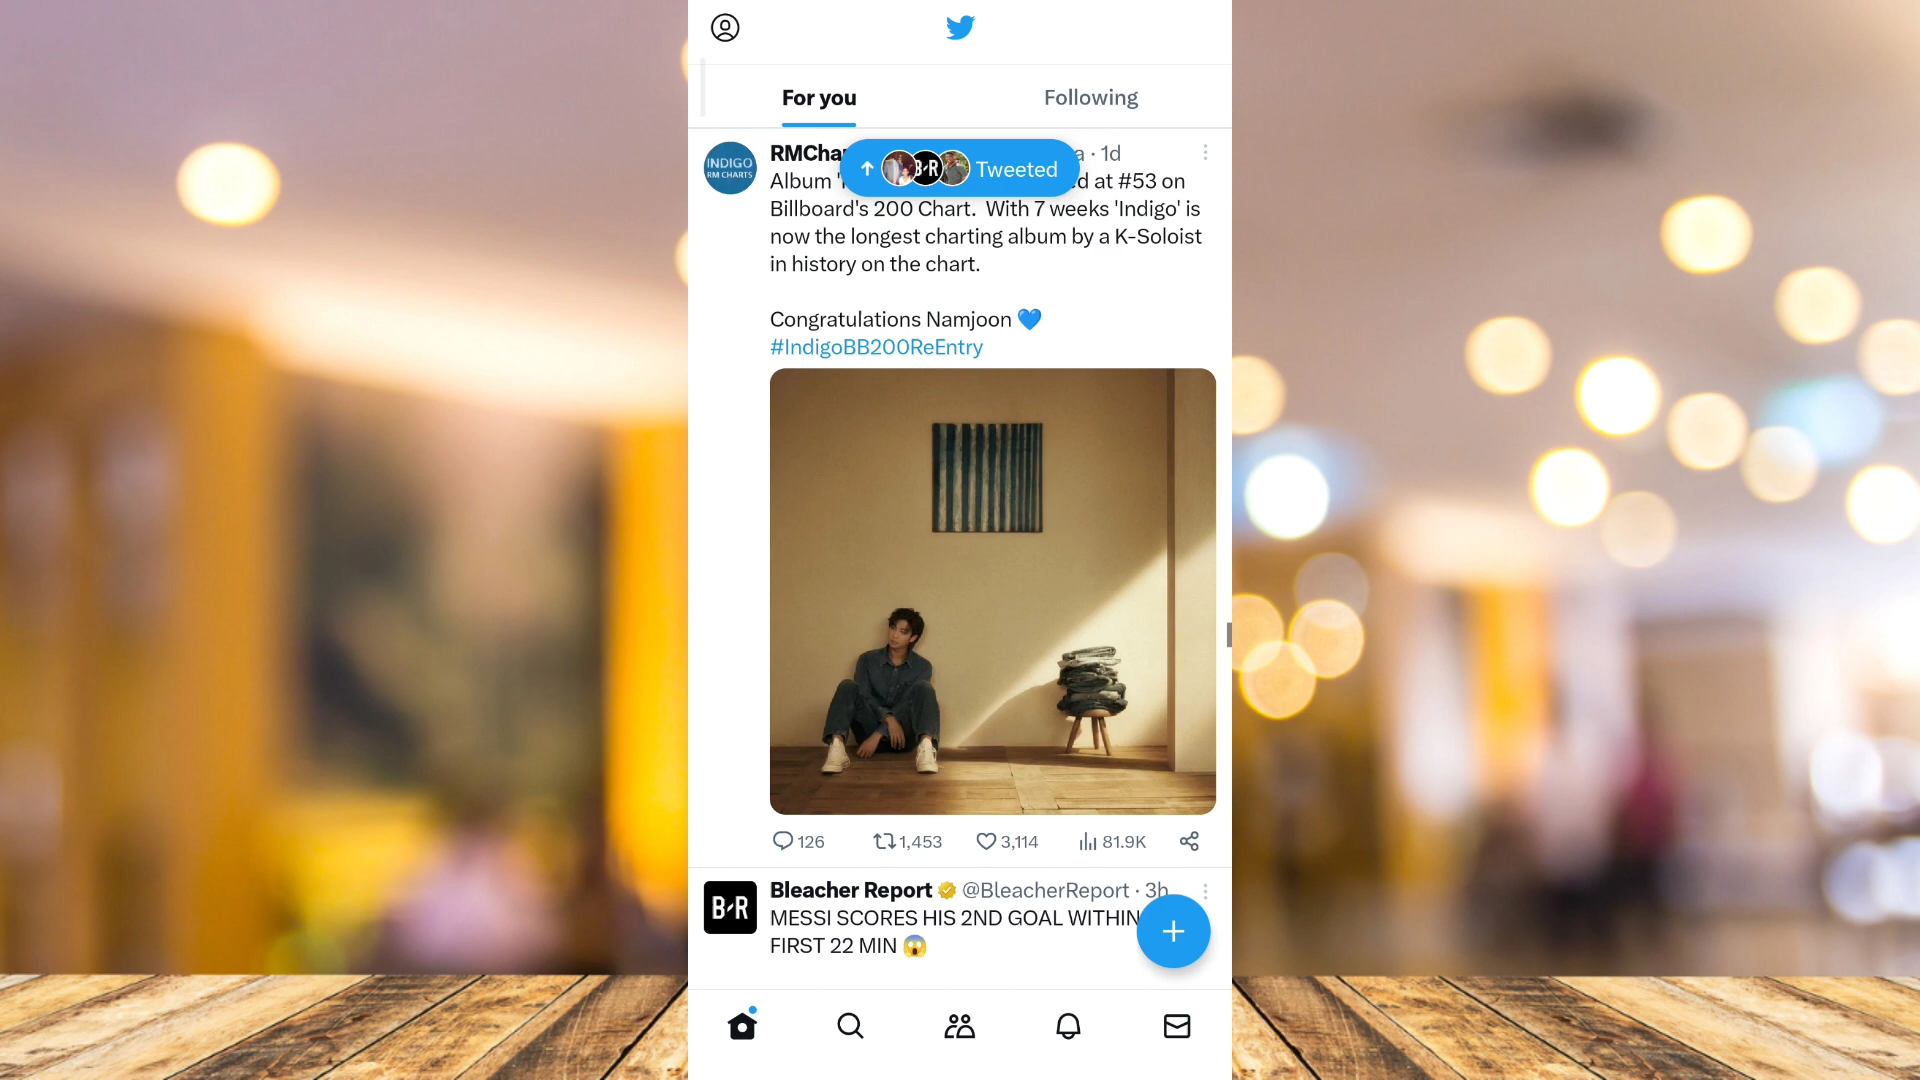 For you Following
INDIGO
RM CHARTS
· 1d
Tweeted
Album
at #53 on
Billboard's 200 Chart. With 7 weeks 'Indigo' is
now the longest charting album by a K-Soloist
in history on the chart.
Congratulations Namjoon 💙
#IndigoBB200ReEntry
126 1,453 3,114 81.9K
B/R
Bleacher Report @BleacherReport · 3h
MESSI SCORES HIS 2ND GOAL WITHIN
FIRST 22 MIN 😱